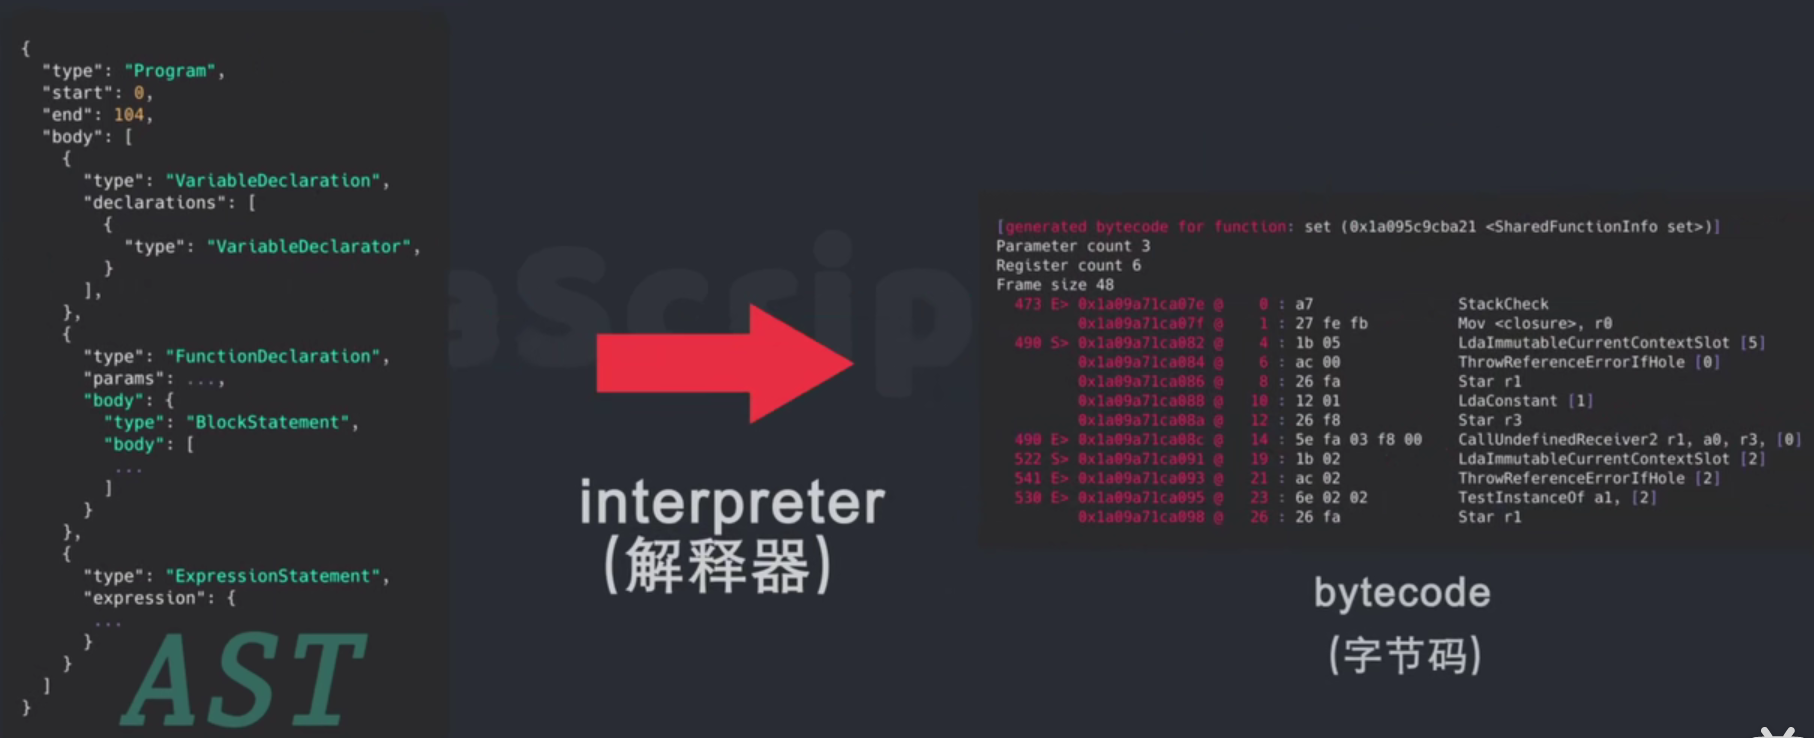 {
"type": "Program",
"start": 0,
"end": 104,
"body": [
{
"type": "VariableDeclaration",
"declarations": [
{
"type": "VariableDeclarator",
}
],
},
{
"type": "FunctionDeclaration",
"params": ...,
"body": {
"type": "BlockStatement",
"body": [
...
]
}
},
{
"type": "ExpressionStatement",
"expression": {
...
}
}
]
}
AST
aScrip
interpreter
(解释器)
[generated bytecode for function: set (0x1a095c9cba21 <SharedFunctionInfo set>)]
Parameter count 3
Register count 6
Frame size 48
473 E> 0x1a09a71ca07e @ 0 : a7 StackCheck
0x1a09a71ca07f @ 1 : 27 fe fb Mov <closure>, r0
490 S> 0x1a09a71ca082 @ 4 : 1b 05 LdaImmutableCurrentContextSlot [5]
0x1a09a71ca084 @ 6 : ac 00 ThrowReferenceErrorIfHole [0]
0x1a09a71ca086 @ 8 : 26 fa Star r1
0x1a09a71ca088 @ 10 : 12 01 LdaConstant [1]
0x1a09a71ca08a @ 12 : 26 f8 Star r3
490 E> 0x1a09a71ca08c @ 14 : 5e fa 03 f8 00 CallUndefinedReceiver2 r1, a0, r3, [0]
522 S> 0x1a09a71ca091 @ 19 : 1b 02 LdaImmutableCurrentContextSlot [2]
541 E> 0x1a09a71ca093 @ 21 : ac 02 ThrowReferenceErrorIfHole [2]
530 E> 0x1a09a71ca095 @ 23 : 6e 02 02 TestInstanceOf a1, [2]
0x1a09a71ca098 @ 26 : 26 fa Star r1
bytecode
(字节码)